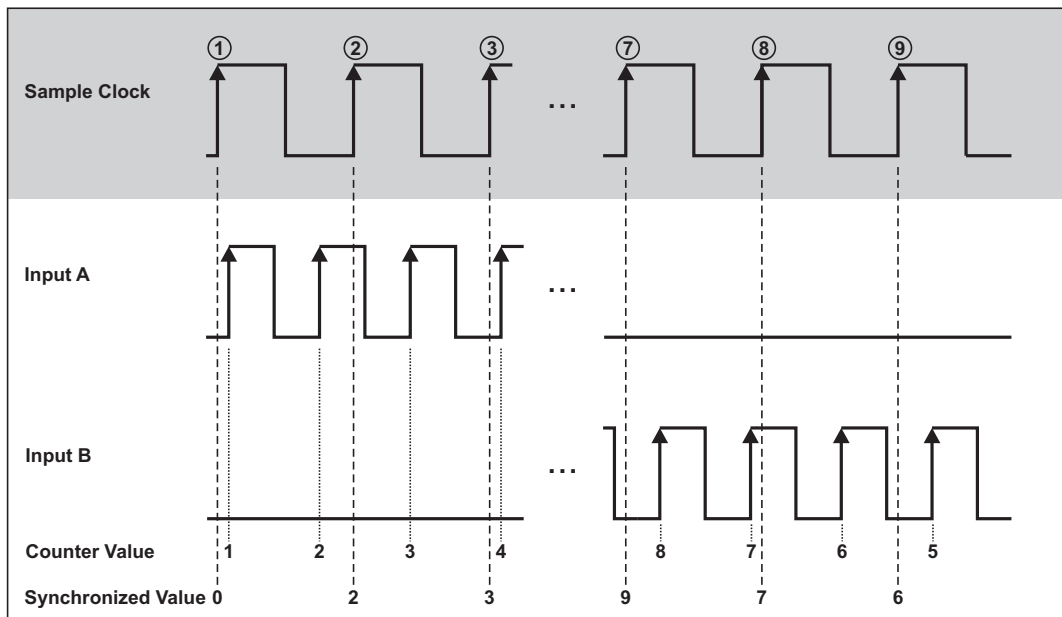 ① ② ③ ⑦ ⑧ ⑨
Sample Clock
...
Input A
...
Input B
...
Counter Value 1 2 3 4 8 7 6 5
Synchronized Value 0 2 3 9 7 6